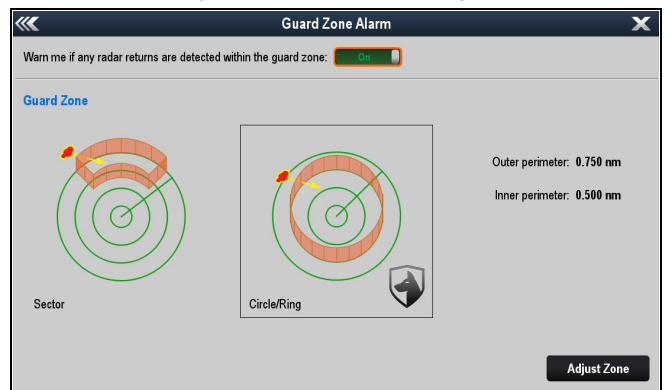 Guard Zone Alarm
Warn me if any radar returns are detected within the guard zone: On
Guard Zone
Outer perimeter: 0.750 nm
Inner perimeter: 0.500 nm
Sector
Circle/Ring
Adjust Zone